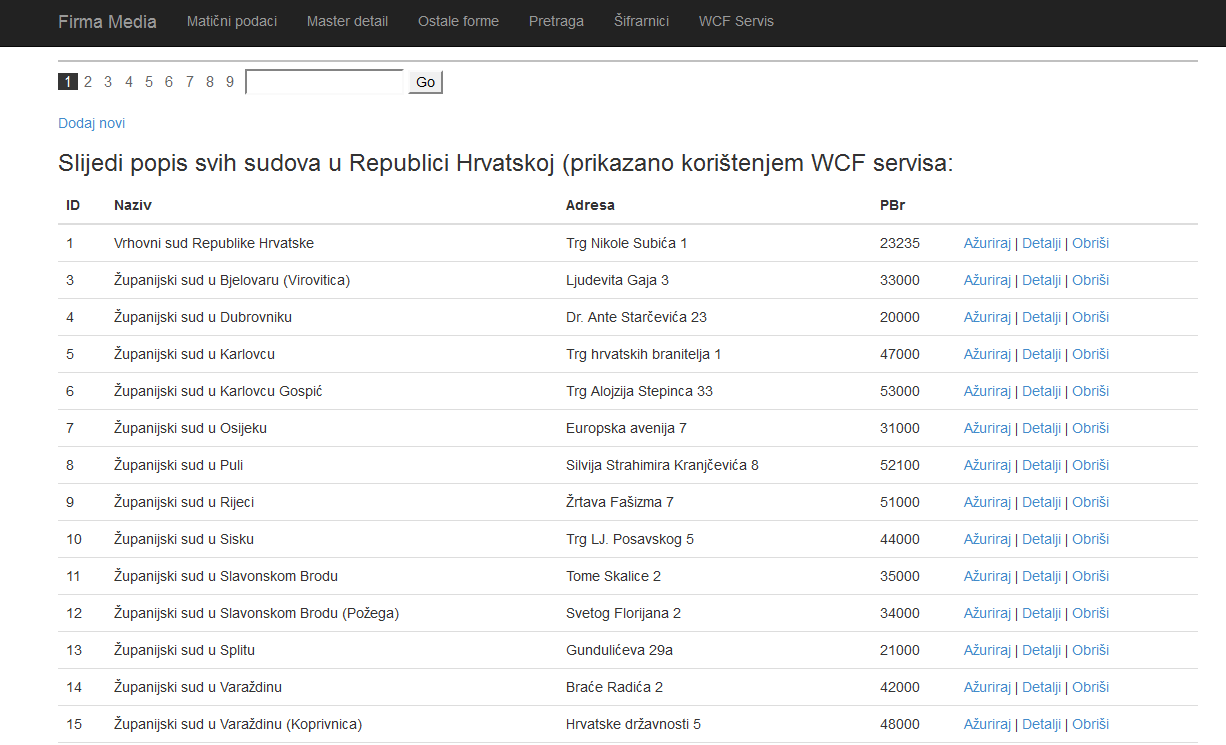 Firma Media Matični podaci Master detail Ostale forme Pretraga Šifrarnici WCF Servis
1 2 3 4 5 6 7 8 9 Go
Dodaj novi
Slijedi popis svih sudova u Republici Hrvatskoj (prikazano korištenjem WCF servisa:
ID Naziv Adresa PBr
1 Vrhovni sud Republike Hrvatske Trg Nikole Subića 1 23235 Ažuriraj | Detalji | Obriši
3 Županijski sud u Bjelovaru (Virovitica) Ljudevita Gaja 3 33000 Ažuriraj | Detalji | Obriši
4 Županijski sud u Dubrovniku Dr. Ante Starčevića 23 20000 Ažuriraj | Detalji | Obriši
5 Županijski sud u Karlovcu Trg hrvatskih branitelja 1 47000 Ažuriraj | Detalji | Obriši
6 Županijski sud u Karlovcu Gospić Trg Alojzija Stepinca 33 53000 Ažuriraj | Detalji | Obriši
7 Županijski sud u Osijeku Europska avenija 7 31000 Ažuriraj | Detalji | Obriši
8 Županijski sud u Puli Silvija Strahimira Kranjčevića 8 52100 Ažuriraj | Detalji | Obriši
9 Županijski sud u Rijeci Žrtava Fašizma 7 51000 Ažuriraj | Detalji | Obriši
10 Županijski sud u Sisku Trg LJ. Posavskog 5 44000 Ažuriraj | Detalji | Obriši
11 Županijski sud u Slavonskom Brodu Tome Skalice 2 35000 Ažuriraj | Detalji | Obriši
12 Županijski sud u Slavonskom Brodu (Požega) Svetog Florijana 2 34000 Ažuriraj | Detalji | Obriši
13 Županijski sud u Splitu Gundulićeva 29a 21000 Ažuriraj | Detalji | Obriši
14 Županijski sud u Varaždinu Braće Radića 2 42000 Ažuriraj | Detalji | Obriši
15 Županijski sud u Varaždinu (Koprivnica) Hrvatske državnosti 5 48000 Ažuriraj | Detalji | Obriši